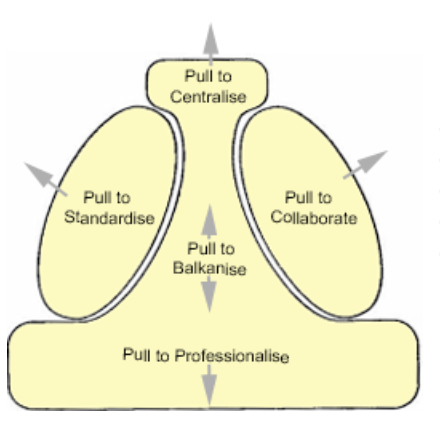 Pull to
Centralise
Pull to
Standardise
Pull to
Collaborate
Pull to
Balkanise
Pull to Professionalise